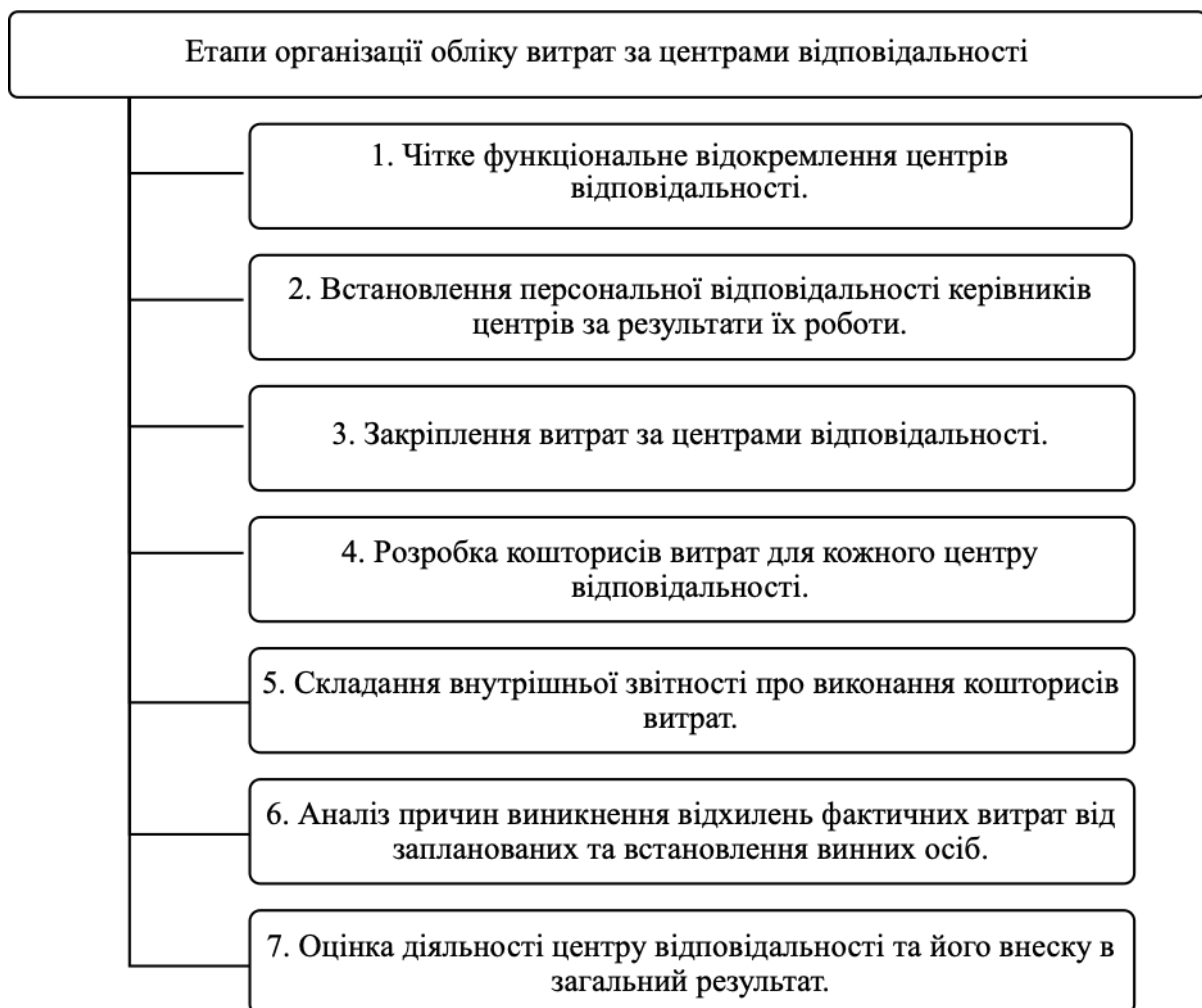 Етапи організації обліку витрат за центрами відповідальності
1. Чітке функціональне відокремлення центрів
відповідальності.
2. Встановлення персональної відповідальності керівників
центрів за результати їх роботи.
3. Закріплення витрат за центрами відповідальності.
4. Розробка кошторисів витрат для кожного центру
відповідальності.
5. Складання внутрішньої звітності про виконання кошторисів
витрат.
6. Аналіз причин виникнення відхилень фактичних витрат від
запланованих та встановлення винних осіб.
7. Оцінка діяльності центру відповідальності та його внеску в
загальний результат.